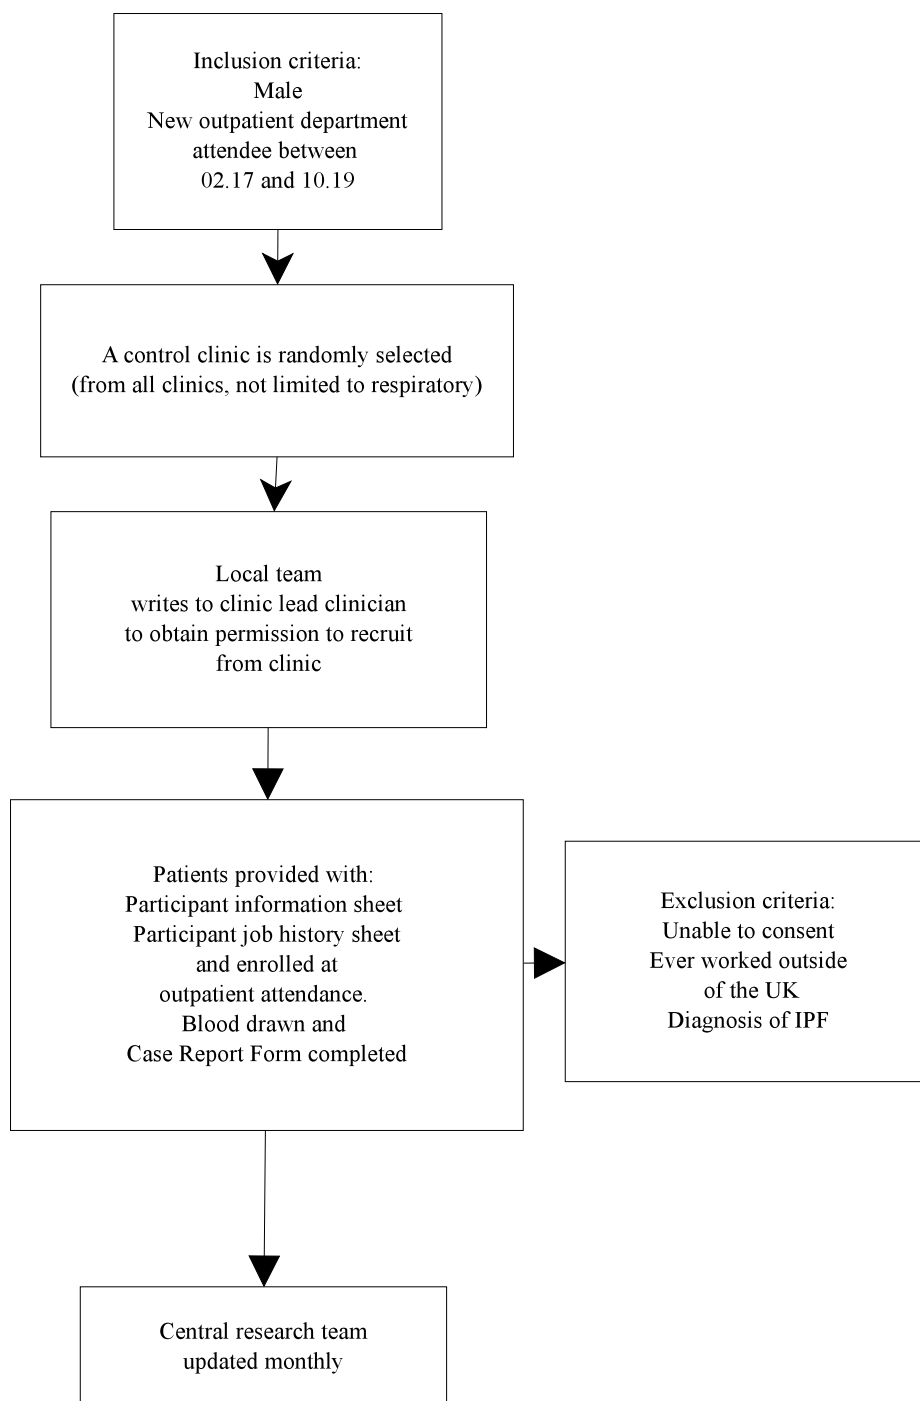 Inclusion criteria:
Male
New outpatient department
attendee between
02.17 and 10.19
A control clinic is randomly selected
(from all clinics, not limited to respiratory)
Local team
writes to clinic lead clinician
to obtain permission to recruit
from clinic
Patients provided with:
Participant information sheet
Participant job history sheet
and enrolled at
outpatient attendance.
Blood drawn and
Case Report Form completed
Exclusion criteria:
Unable to consent
Ever worked outside
of the UK
Diagnosis of IPF
Central research team
updated monthly